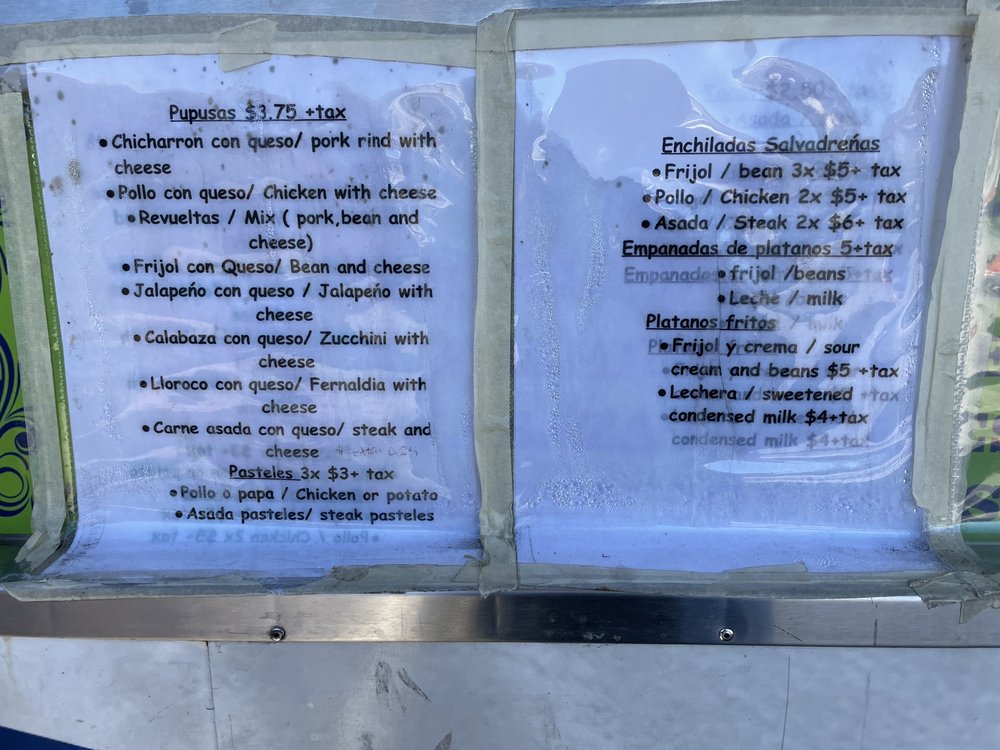 Pupusas $3.75 +tax
• Chicharron con queso/ pork rind with
cheese
• Pollo con queso/ Chicken with cheese
• Revueltas / Mix ( pork,bean and
cheese)
• Frijol con Queso/ Bean and cheese
• Jalapeńo con queso / Jalapeńo with
cheese
• Calabaza con queso/ Zucchini with
cheese
• Lloroco con queso/ Fernaldia with
cheese
• Carne asada con queso/ steak and
cheese
Pasteles 3x $3+ tax
• Pollo o papa / Chicken or potato
• Asada pasteles/ steak pasteles
Enchiladas Salvadreńas
• Frijol / bean 3x $5+ tax
• Pollo / Chicken 2x $5+ tax
• Asada / Steak 2x $6+ tax
Empanadas de platanos 5+tax
• frijol /beans
• Leche / milk
Platanos fritos
• Frijol y crema / sour
cream and beans $5 +tax
• Lechera / sweetened
condensed milk $4+tax